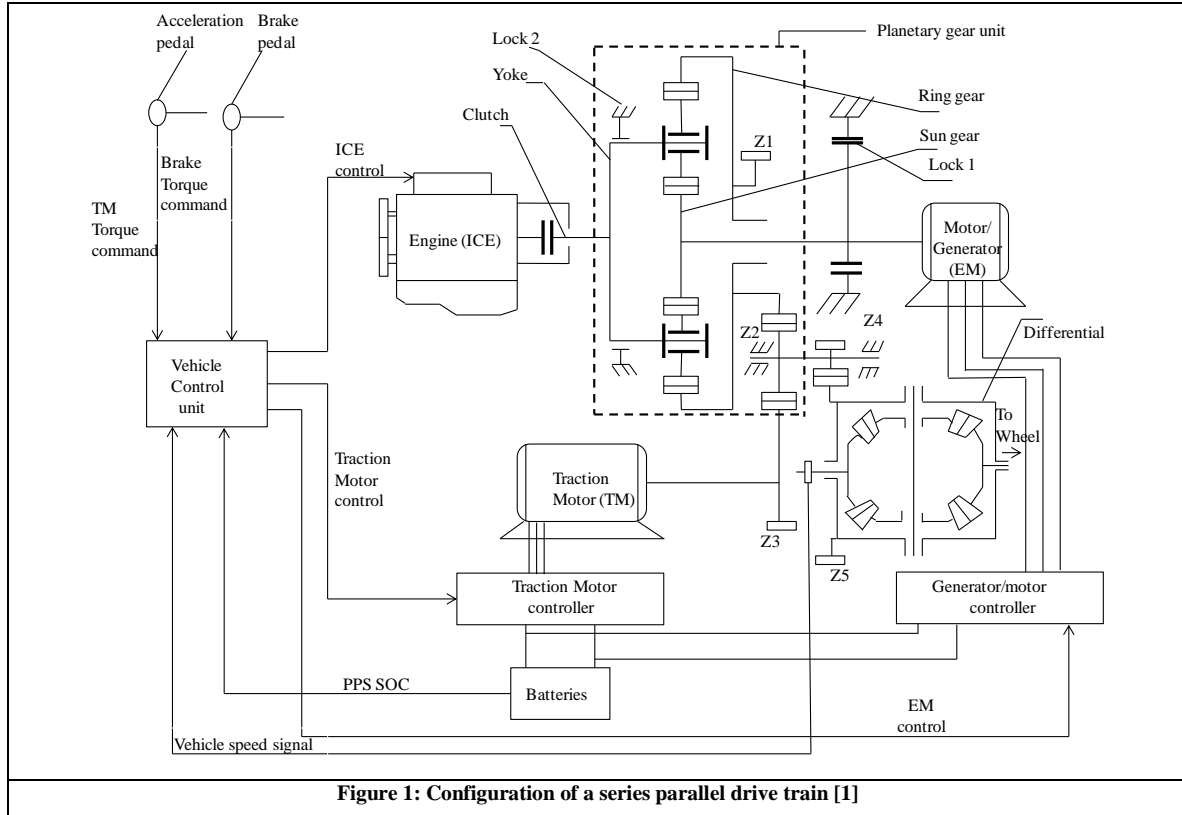 Acceleration
pedal
Brake
pedal
Lock 2
Planetary gear unit
Yoke
Clutch
Ring gear
Z1
Sun gear
Lock 1
ICE
control
Brake
Torque
command
TM
Torque
command
Engine (ICE)
Motor/
Generator
(EM)
Z2
Z4
Differential
Vehicle
Control
unit
To
Wheel
Traction
Motor
control
Traction
Motor (TM)
Z3
Z5
Traction Motor
controller
Generator/motor
controller
PPS SOC
Batteries
EM
control
Vehicle speed signal
Figure 1: Configuration of a series parallel drive train [1]